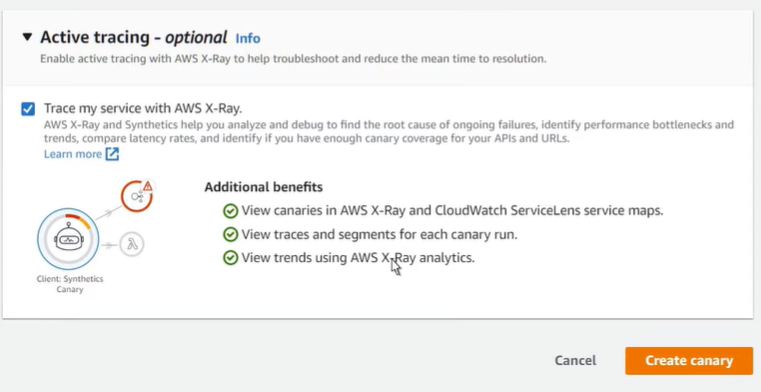 Active tracing - optional Info
Enable active tracing with AWS X-Ray to help troubleshoot and reduce the mean time to resolution.
Trace my service with AWS X-Ray.
AWS X-Ray and Synthetics help you analyze and debug to find the root cause of ongoing failures, identify performance bottlenecks and
trends, compare latency rates, and identify if you have enough canary coverage for your APIs and URLs.
Learn more
Additional benefits
View canaries in AWS X-Ray and CloudWatch ServiceLens service maps.
View traces and segments for each canary run.
View trends using AWS X-Ray analytics.
λ
Client: Synthetics
Canary
Cancel
Create canary